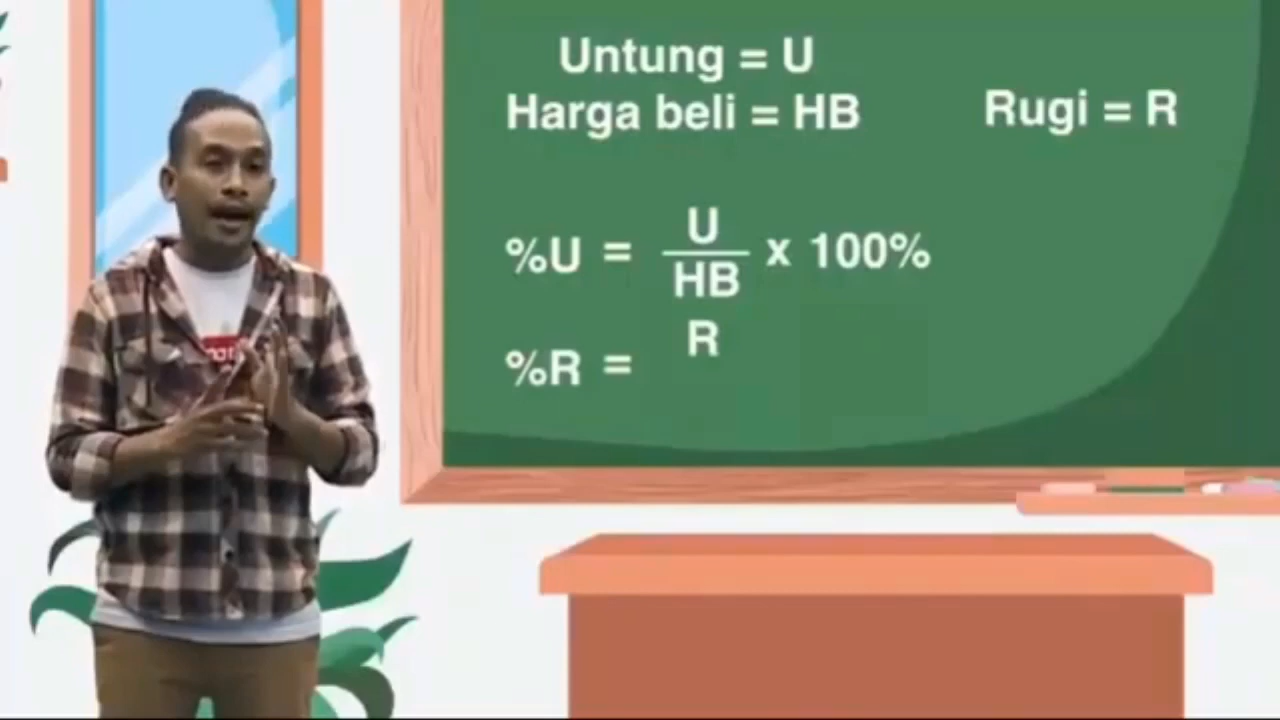 Untung = U
Harga beli = HB
Rugi = R
%U = U/HB x 100%
%R = R